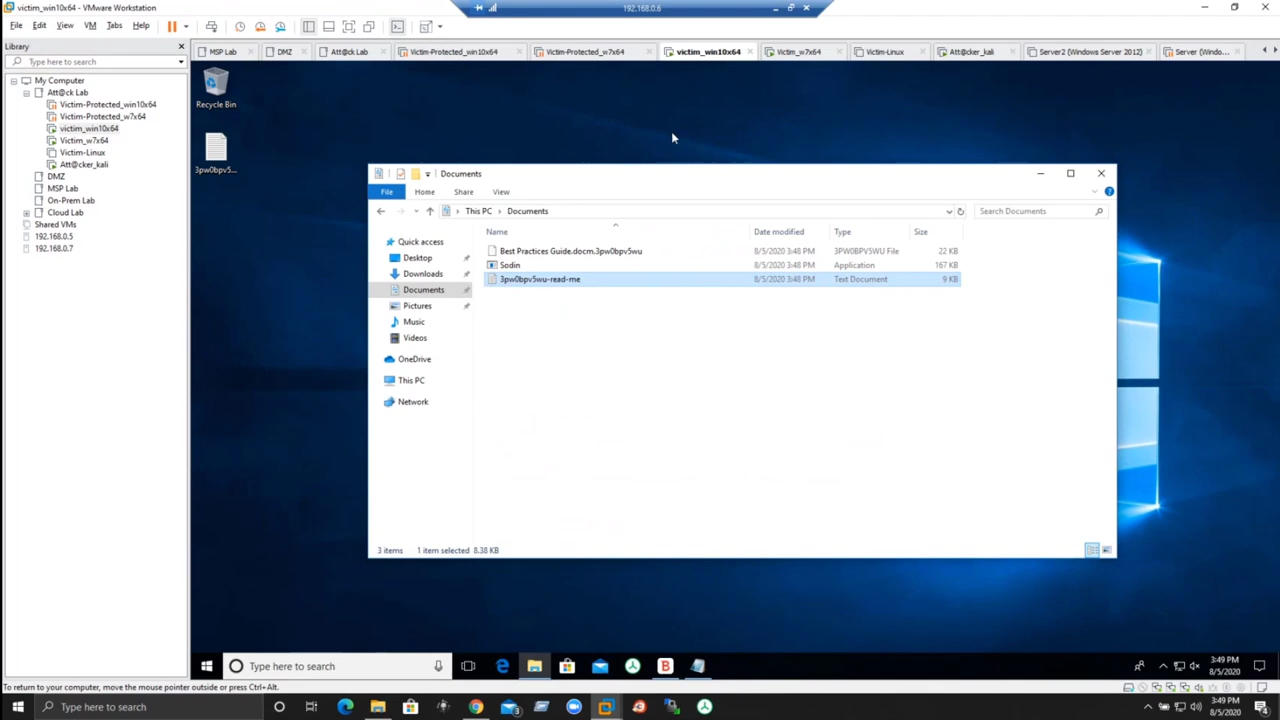 victim_win10x64 - VMware Workstation
192.168.0.6
File Edit View VM Tabs Help
Library
Type here to search
My Computer
Att@ck Lab
Victim-Protected_win10x64
Victim-Protected_w7x64
victim_win10x64
Victim_w7x64
Victim-Linux
Att@cker_kali
DMZ
MSP Lab
On-Prem Lab
Cloud Lab
Shared VMs
192.168.0.5
192.168.0.7
MSP Lab DMZ Att@ck Lab Victim-Protected_win10x64 Victim-Protected_w7x64 victim_win10x64 Victim_w7x64 Victim-Linux Att@cker_kali Server2 (Windows Server 2012) Server (Windo...
Recycle Bin
3pw0bpv5...
Documents
File Home Share View
This PC Documents
Search Documents
Name Date modified Type Size
Quick access
Desktop
Downloads
Documents
Pictures
Music
Videos
OneDrive
This PC
Network
Best Practices Guide.docm.3pw0bpv5wu 8/5/2020 3:48 PM 3PW0BPV5WU File 22 KB
Sodin 8/5/2020 3:48 PM Application 167 KB
3pw0bpv5wu-read-me 8/5/2020 3:48 PM Text Document 9 KB
3 items 1 item selected 8.38 KB
Type here to search
3:49 PM
8/5/2020
To return to your computer, move the mouse pointer outside or press Ctrl+Alt.
Type here to search
3
3:49 PM
8/5/2020
4